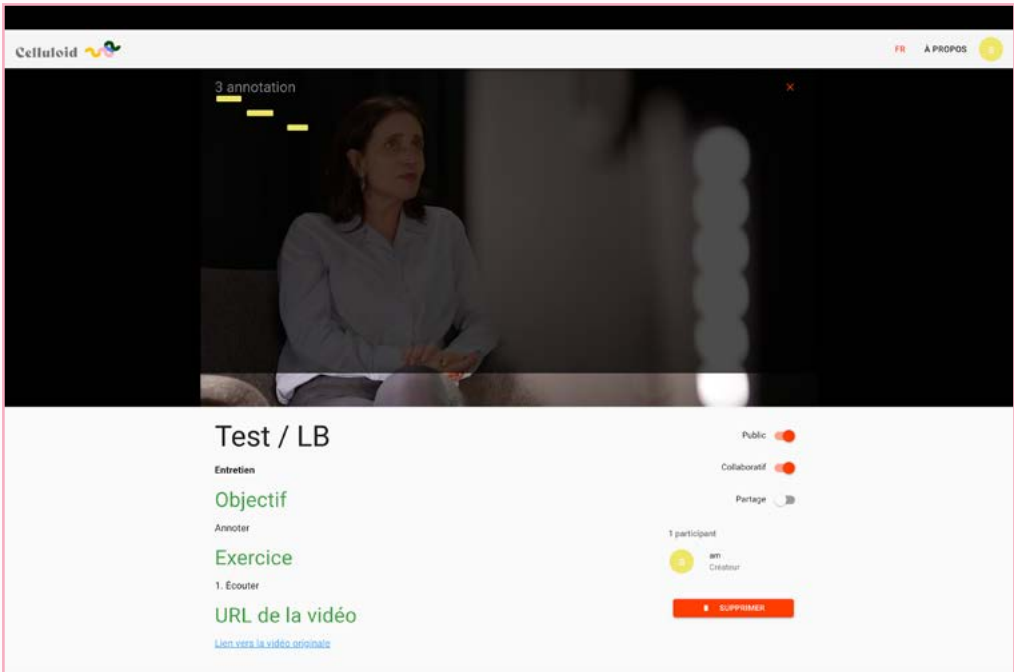 Celluloid
FR À PROPOS
3 annotation
Test / LB
Public
Entretien
Collaboratif
Objectif
Partage
Annoter
1 participant
Exercice
am
Créateur
1. Écouter
SUPPRIMER
URL de la vidéo
Lien vers la vidéo originale